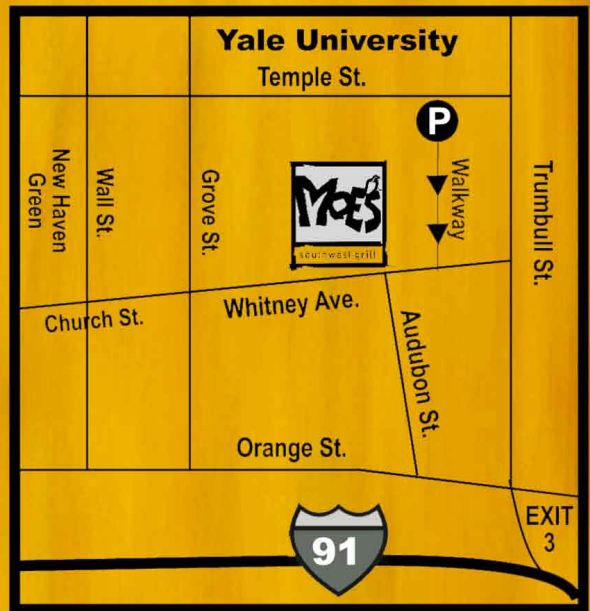 Yale University
Temple St.
P
New Haven
Green
Wall St.
Grove St.
MOE'S
southwest grill
Walkway
Trumbull St.
Church St.
Whitney Ave.
Audubon St.
Orange St.
91
EXIT
3